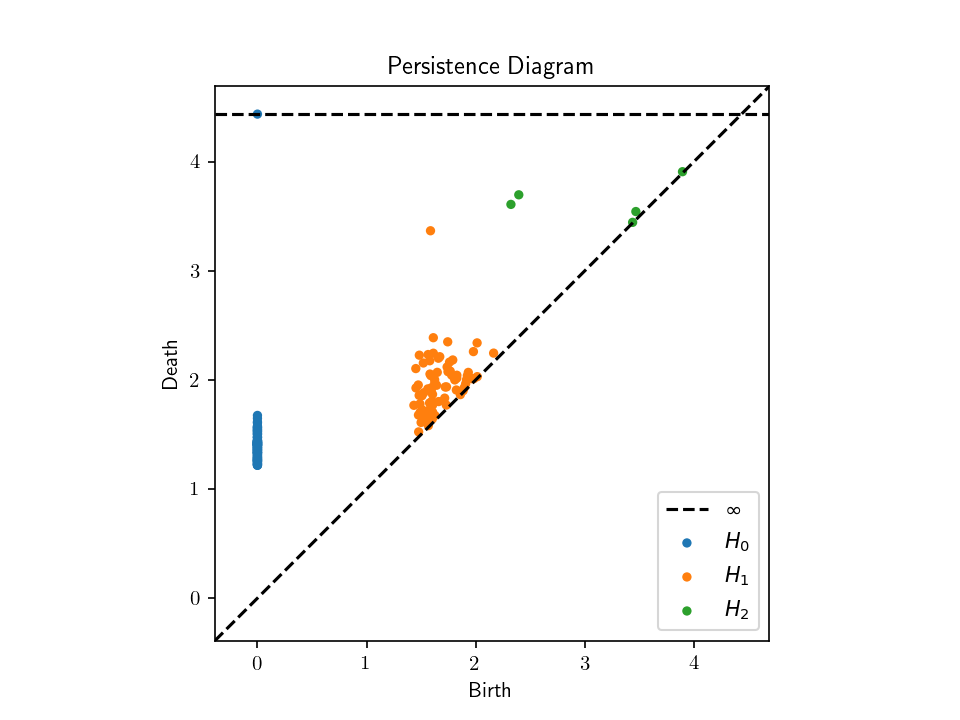 Persistence Diagram
Death
4
3
2
1
0
0 1 2 3 4
Birth
∞
H₀
H₁
H₂